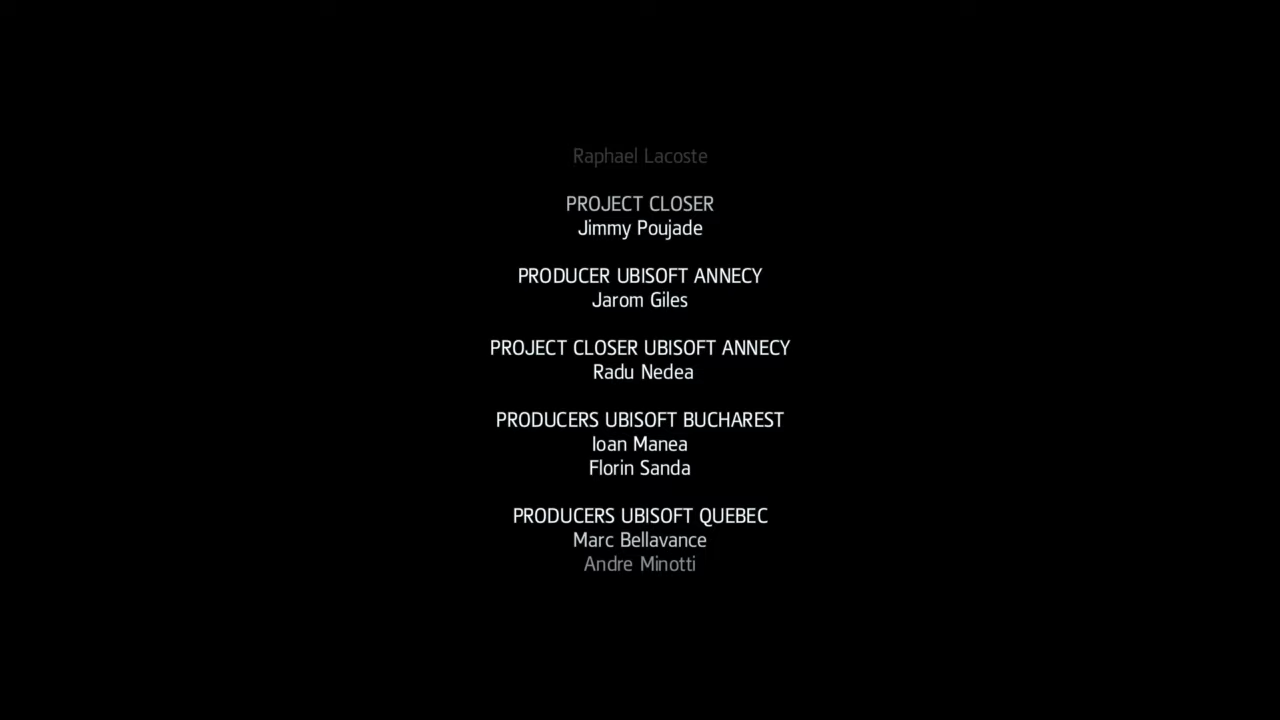 Raphael Lacoste
PROJECT CLOSER
Jimmy Poujade
PRODUCER UBISOFT ANNECY
Jarom Giles
PROJECT CLOSER UBISOFT ANNECY
Radu Nedea
PRODUCERS UBISOFT BUCHAREST
Ioan Manea
Florin Sanda
PRODUCERS UBISOFT QUEBEC
Marc Bellavance
Andre Minotti